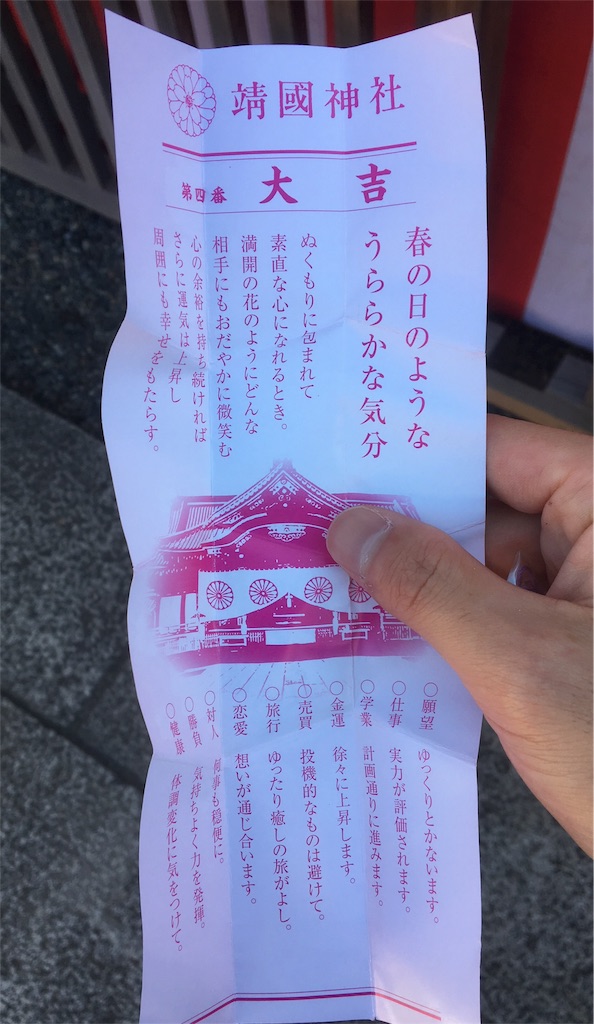 靖國神社
第四番 大吉
春の日のような
うららかな気分
ぬくもりに包まれて
素直な心になれるとき。
満開の花のようにどんな
相手にもおだやかに微笑む
心の余裕を持ち続ければ
さらに運気は上昇し
周囲にも幸せをもたらす。
○願望 ゆっくりとかないます。
○仕事 実力が評価されます。
○学業 計画通りに進みます。
○金運 徐々に上昇します。
○売買 投機的なものは避けて。
○旅行 ゆったり癒しの旅がよし。
○恋愛 想いが通じ合います。
○対人 何事も穏便に。
○勝負 気持ちよく力を発揮。
○健康 体調変化に気をつけて。